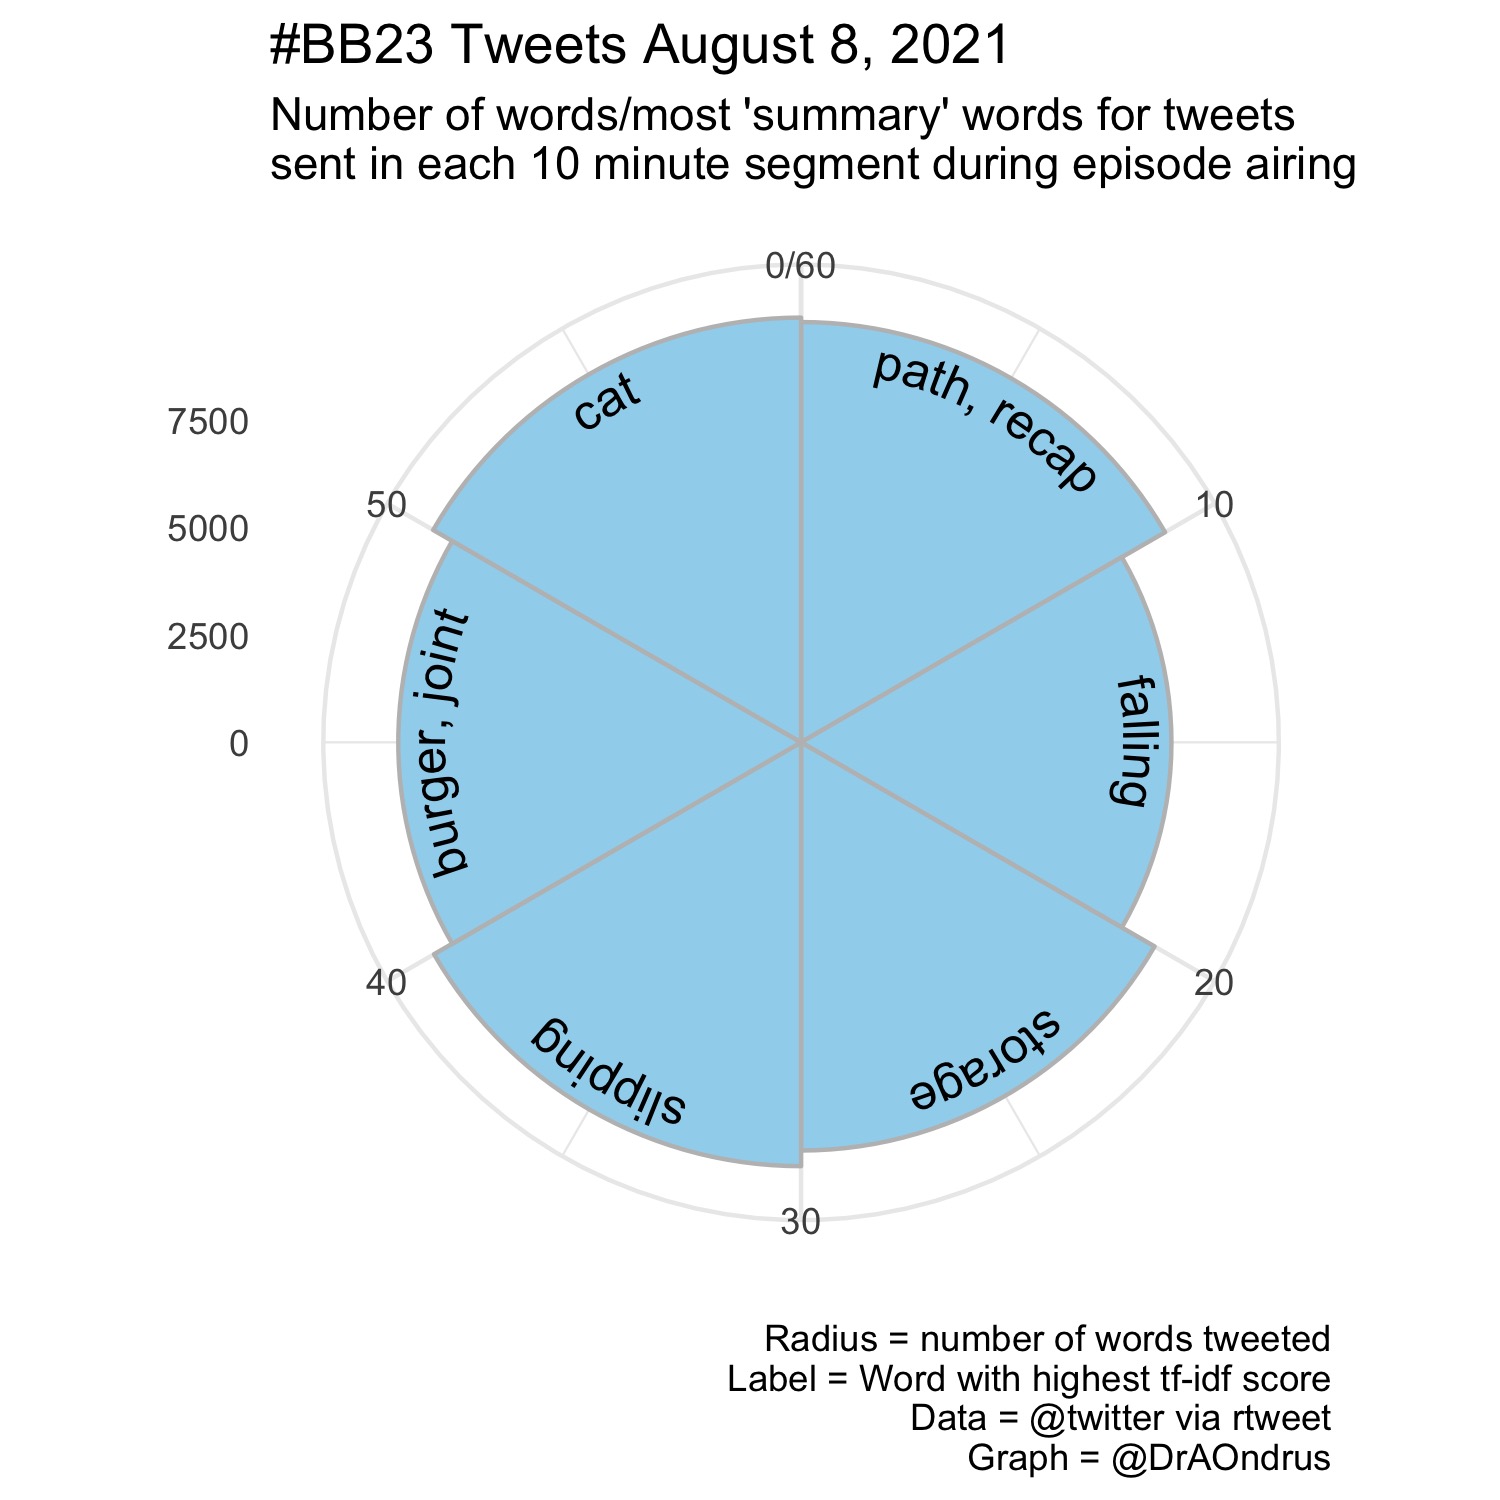 #BB23 Tweets August 8, 2021
Number of words/most 'summary' words for tweets
sent in each 10 minute segment during episode airing
0/60
path, recap
10
falling
20
storage
30
slipping
40
burger, joint
50
cat
7500
5000
2500
0
Radius = number of words tweeted
Label = Word with highest tf-idf score
Data = @twitter via rtweet
Graph = @DrAOndrus